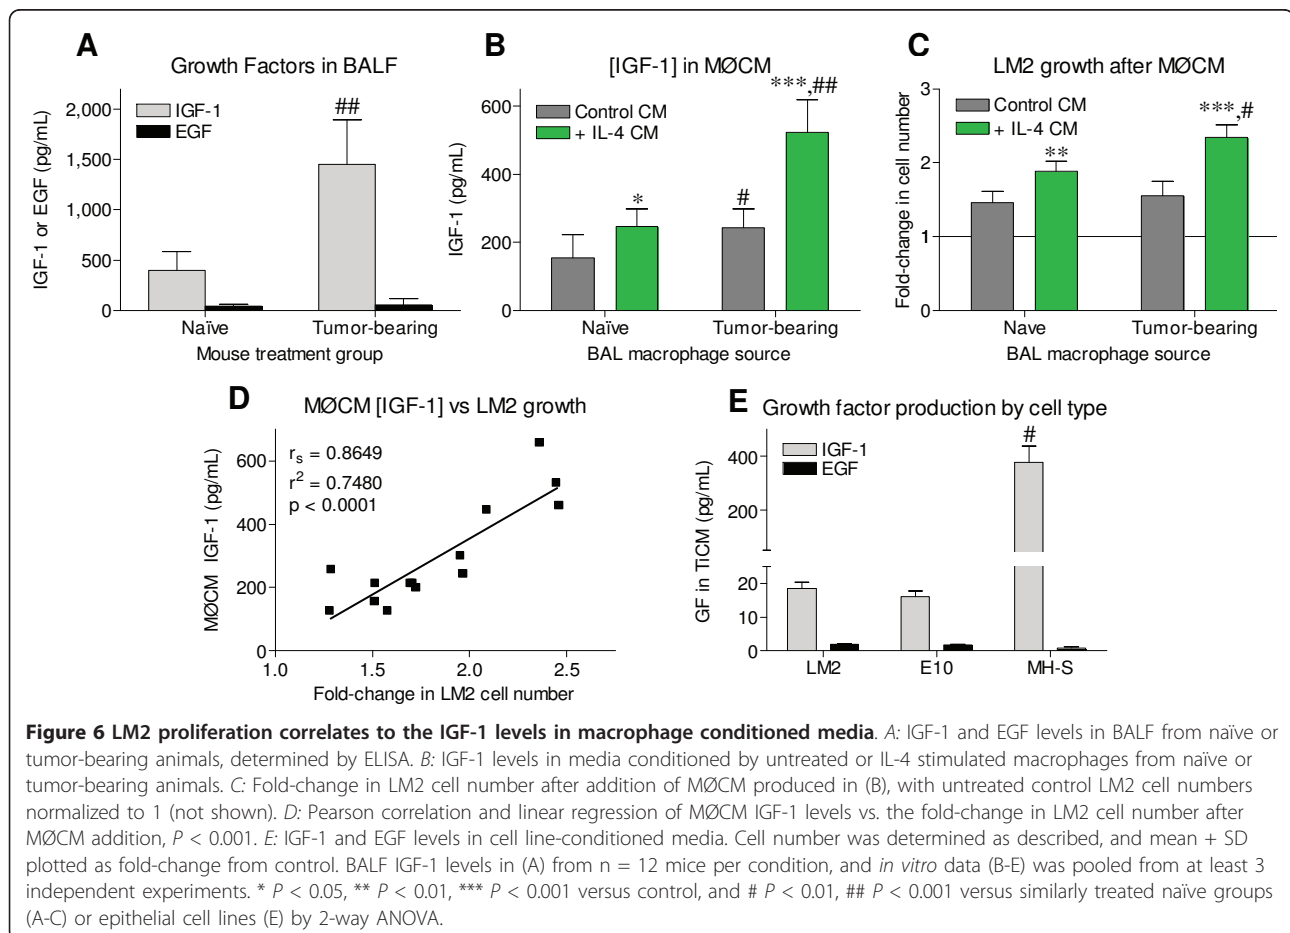 A
Growth Factors in BALF
IGF-1
EGF
##
2,000
1,500
1,000
500
0
IGF-1 or EGF (pg/mL)
Naïve
Tumor-bearing
Mouse treatment group
B
[IGF-1] in MØCM
Control CM
+ IL-4 CM
*
#
***,##
600
400
200
0
IGF-1 (pg/mL)
Naïve
Tumor-bearing
BAL macrophage source
C
LM2 growth after MØCM
Control CM
+ IL-4 CM
**
***,#
3
2
1
0
Fold-change in cell number
Nave
Tumor-bearing
BAL macrophage source
D
MØCM [IGF-1] vs LM2 growth
rs = 0.8649
r2 = 0.7480
p < 0.0001
600
400
200
0
MØCM IGF-1 (pg/mL)
1.0
1.5
2.0
2.5
Fold-change in LM2 cell number
E
Growth factor production by cell type
IGF-1
EGF
#
400
200
20
10
0
GF in TiCM (pg/mL)
LM2
E10
MH-S
Figure 6 LM2 proliferation correlates to the IGF-1 levels in macrophage conditioned media. A: IGF-1 and EGF levels in BALF from naïve or
tumor-bearing animals, determined by ELISA. B: IGF-1 levels in media conditioned by untreated or IL-4 stimulated macrophages from naïve or
tumor-bearing animals. C: Fold-change in LM2 cell number after addition of MØCM produced in (B), with untreated control LM2 cell numbers
normalized to 1 (not shown). D: Pearson correlation and linear regression of MØCM IGF-1 levels vs. the fold-change in LM2 cell number after
MØCM addition, P < 0.001. E: IGF-1 and EGF levels in cell line-conditioned media. Cell number was determined as described, and mean + SD
plotted as fold-change from control. BALF IGF-1 levels in (A) from n = 12 mice per condition, and in vitro data (B-E) was pooled from at least 3
independent experiments. * P < 0.05, ** P < 0.01, *** P < 0.001 versus control, and # P < 0.01, ## P < 0.001 versus similarly treated naïve groups
(A-C) or epithelial cell lines (E) by 2-way ANOVA.